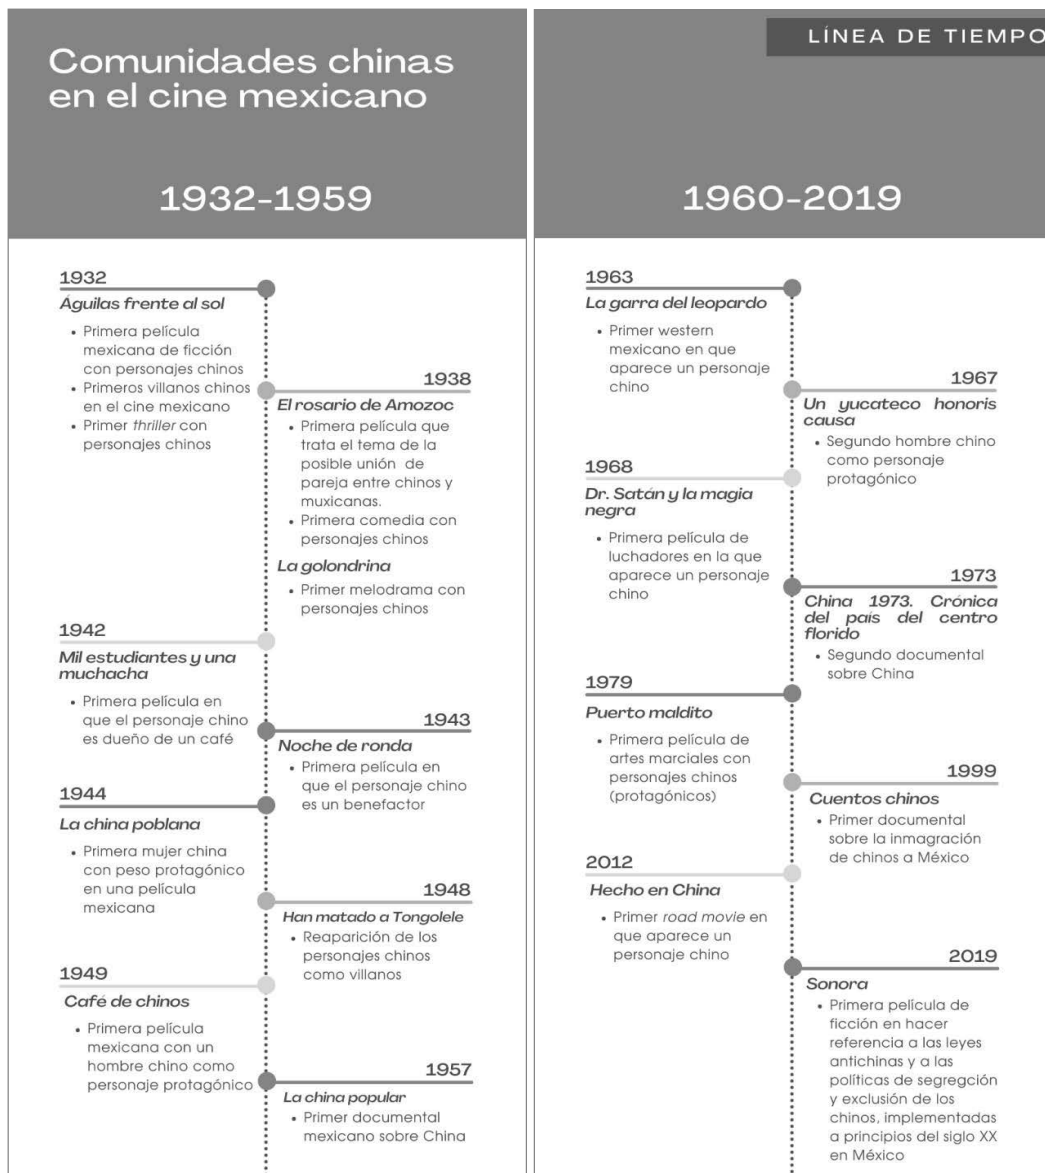 Comunidades chinas
en el cine mexicano
1932-1959
1932
Águilas frente al sol
• Primera película
mexicana de ficción
con personajes chinos
• Primeros villanos chinos
en el cine mexicano
• Primer thriller con
personajes chinos
1938
El rosario de Amozoc
• Primera película que
trata el tema de la
posible unión de
pareja entre chinos y
muxicanas.
• Primera comedia con
personajes chinos
La golondrina
• Primer melodrama con
personajes chinos
1942
Mil estudiantes y una
muchacha
• Primera película en
que el personaje chino
es dueño de un café
1943
Noche de ronda
• Primera película en
que el personaje chino
es un benefactor
1944
La china poblana
• Primera mujer china
con peso protagónico
en una película
mexicana
1948
Han matado a Tongolele
• Reaparición de los
personajes chinos
como villanos
1949
Café de chinos
• Primera película
mexicana con un
hombre chino como
personaje protagónico
1957
La china popular
• Primer documental
mexicano sobre China
LÍNEA DE TIEMPO
1960-2019
1963
La garra del leopardo
• Primer western
mexicano en que
aparece un personaje
chino
1967
Un yucateco honoris
causa
• Segundo hombre chino
como personaje
protagónico
1968
Dr. Satán y la magia
negra
• Primera película de
luchadores en la que
aparece un personaje
chino
1973
China 1973. Crónica
del país del centro
florido
• Segundo documental
sobre China
1979
Puerto maldito
• Primera película de
artes marciales con
personajes chinos
(protagónicos)
1999
Cuentos chinos
• Primer documental
sobre la inmagración
de chinos a México
2012
Hecho en China
• Primer road movie en
que aparece un
personaje chino
2019
Sonora
• Primera película de
ficción en hacer
referencia a las leyes
antichinas y a las
políticas de segregción
y exclusión de los
chinos, implementadas
a principios del siglo XX
en México